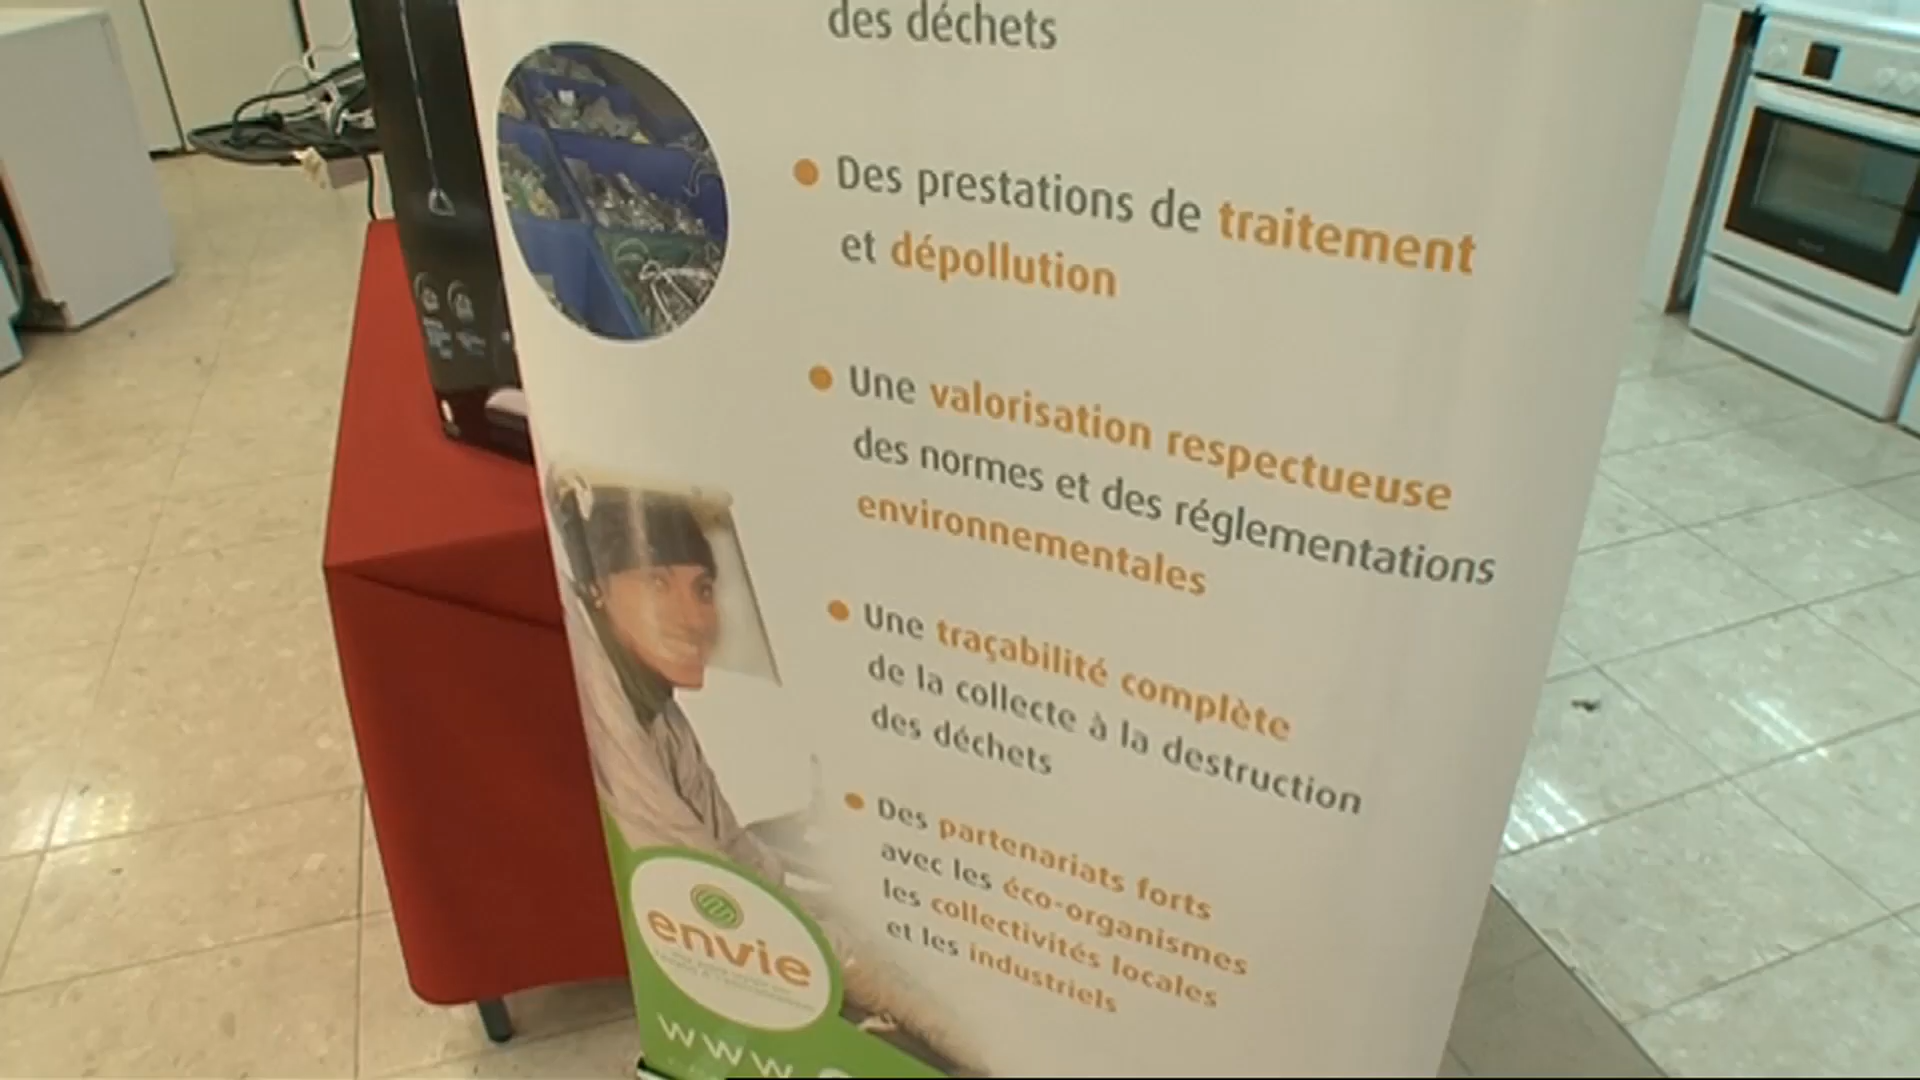 des déchets
Des prestations de traitement
et dépollution
Une valorisation respectueuse
des normes et des réglementations
environnementales
Une traçabilité complète
de la collecte à la destruction
des déchets
Des partenariats forts
avec les éco-organismes
les collectivités locales
et les industriels
envie
www.